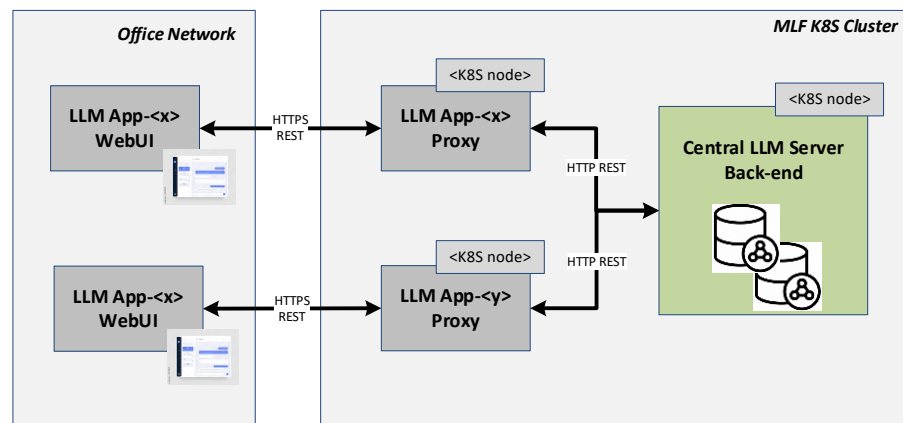 Office Network
MLF K8S Cluster
<K8S node>
<K8S node>
LLM App-<x>
WebUI
HTTPS
REST
LLM App-<x>
Proxy
HTTP REST
Central LLM Server
Back-end
<K8S node>
HTTP REST
LLM App-<x>
WebUI
HTTPS
REST
LLM App-<y>
Proxy